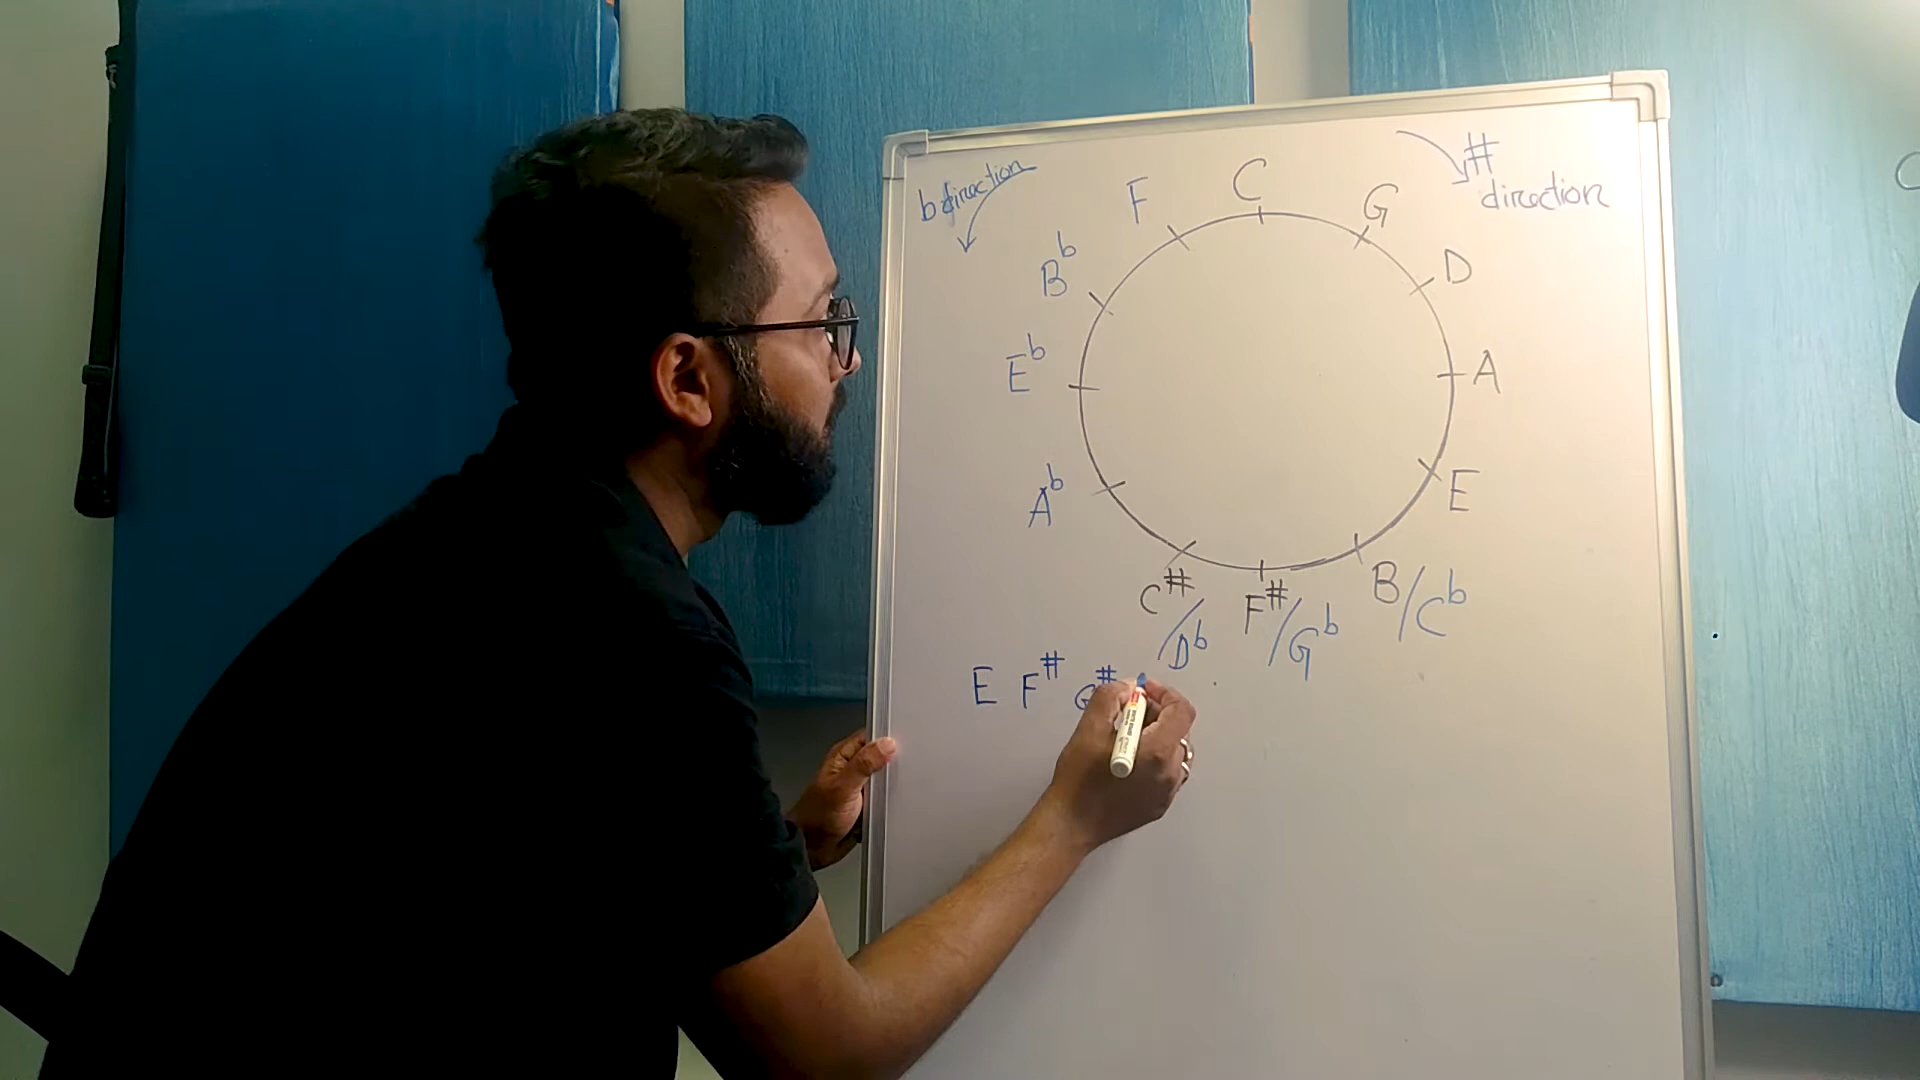 b direction
# direction
C
G
D
A
E
B/Cb
F#/Gb
C#/Db
Ab
Eb
Bb
F
E F# G#